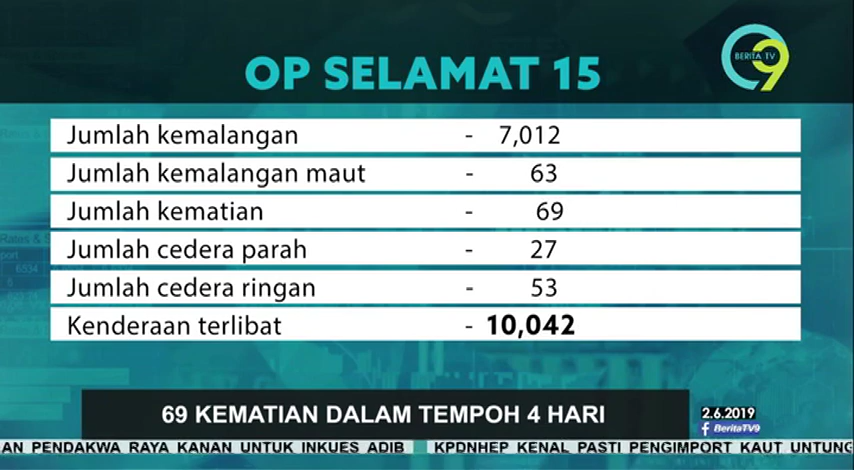 BERITA TV
9
OP SELAMAT 15
Jumlah kemalangan - 7,012
Jumlah kemalangan maut - 63
Jumlah kematian - 69
Jumlah cedera parah - 27
Jumlah cedera ringan - 53
Kenderaan terlibat - 10,042
69 KEMATIAN DALAM TEMPOH 4 HARI
2.6.2019
f BeritaTV9
AN PENDAKWA RAYA KANAN UNTUK INKUES ADIB KPDNHEP KENAL PASTI PENGIMPORT KAUT UNTUNG